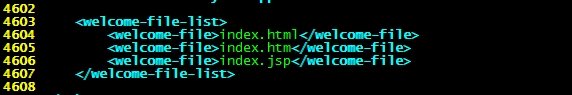 4602
4603 <welcome-file-list>
4604 <welcome-file>index.html</welcome-file>
4605 <welcome-file>index.htm</welcome-file>
4606 <welcome-file>index.jsp</welcome-file>
4607 </welcome-file-list>
4608